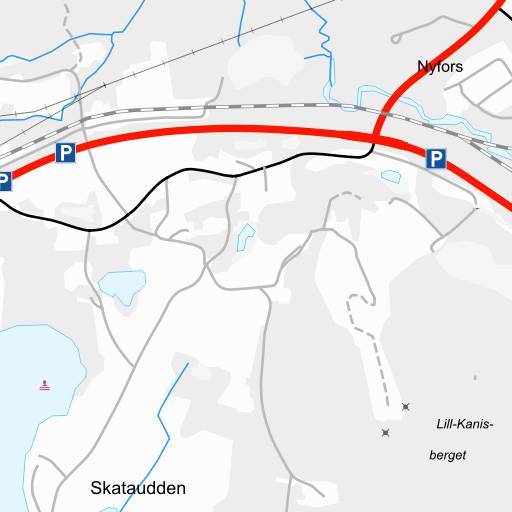 Nyfors
P
P
P
Lill-Kanis-
berget
Skataudden